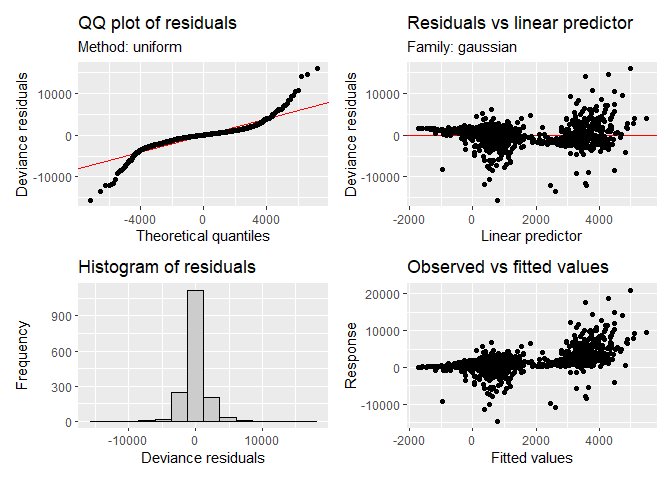 QQ plot of residuals
Method: uniform
Deviance residuals
10000
0
-10000
-4000 0 4000
Theoretical quantiles
Residuals vs linear predictor
Family: gaussian
Deviance residuals
10000
0
-10000
-2000 0 2000 4000
Linear predictor
Histogram of residuals
Frequency
900
600
300
0
-10000 0 10000
Deviance residuals
Observed vs fitted values
Response
20000
10000
0
-10000
-2000 0 2000 4000
Fitted values